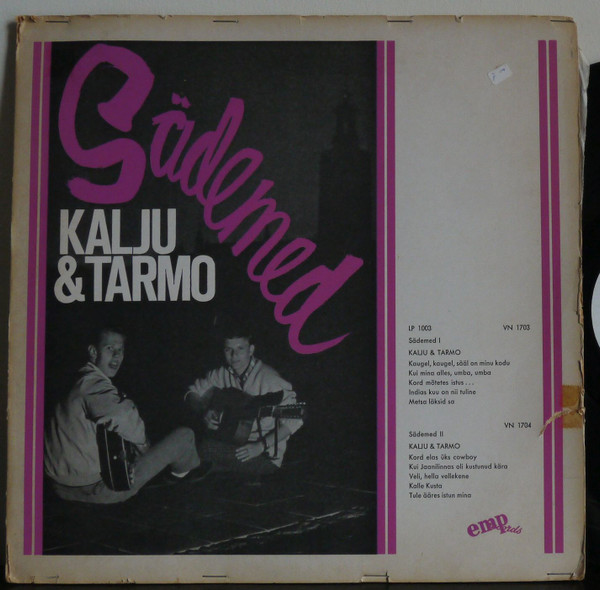 Sädemed
KALJU
& TARMO
LP 1003 VN 1703
Sädemed I
KALJU & TARMO
Kaugel, kaugel, sääl on minu kodu
Kui mina alles, umba, umba
Kord mõtetes istus . . .
Indias kuu on nii tuline
Metsa läksid sa
VN 1704
Sädemed II
KALJU & TARMO
Kord elas üks cowboy
Kui Jaanilinnas oli kustunud kära
Veli, hella vellekene
Kalle Kusta
Tule ääres istun mina
emp